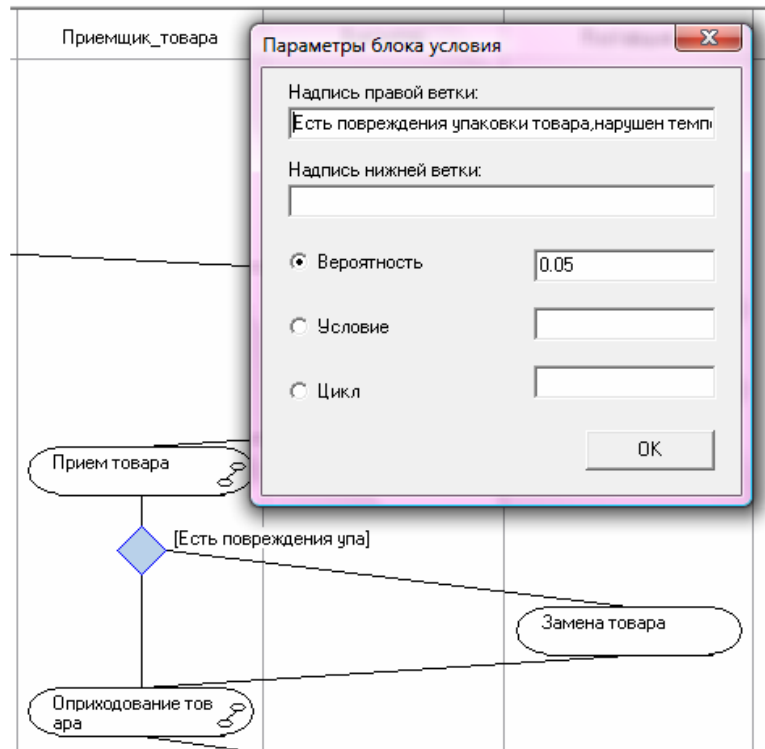 Приемщик_товара
Параметры блока условия
Надпись правой ветки:
Есть повреждения упаковки товара,нарушен темп
Надпись нижней ветки:
Вероятность
0.05
Условие
Цикл
OK
Прием товара
[Есть повреждения упа]
Замена товара
Оприходование тов
ара